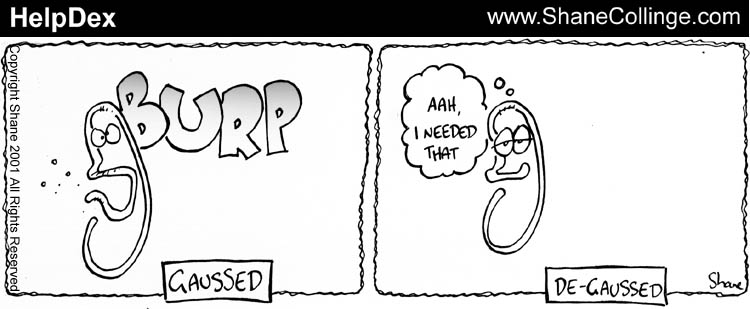 HelpDex
www.ShaneCollinge.com
Copyright Shane 2001 All Rights Reserved
BURP
GAUSSED
AAH,
I NEEDED
THAT
DE-GAUSSED
Shane